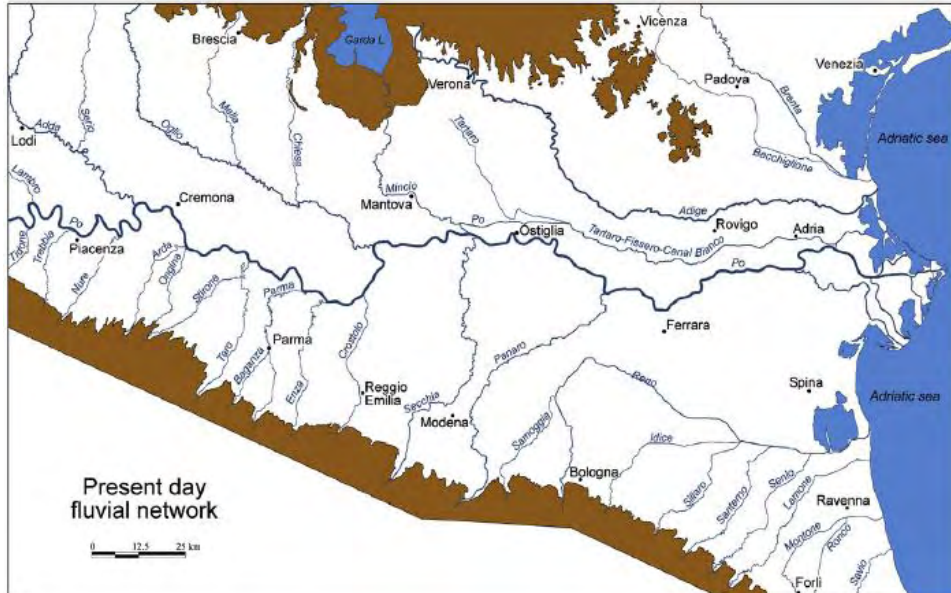 Vicenza
Brescia
Garda L.
Venezia
Verona
Padova
Brenta
Adriatic sea
Serio
Mella
Tartaro
Adda
Oglio
Chiese
Lodi
Bacchiglione
Lambro
Mincio
Cremona
Mantova
Adige
Po
Po
Ostiglia
Rovigo
Adria
Tartaro-Fissero-Canal Bianco
Tidone
Trebbia
Piacenza
Arda
Ongina
Po
Nure
Stirone
Parma
Ferrara
Taro
Parma
Crostolo
Panaro
Baganza
Enza
Reno
Reggio
Emilia
Spina
Adriatic sea
Secchia
Modena
Samoggia
Idice
Bologna
Present day
fluvial network
Sillaro
Santerno
Senio
Lamone
Ravenna
Montone
Ronco
Savio
0 12.5 25 km
Forlì